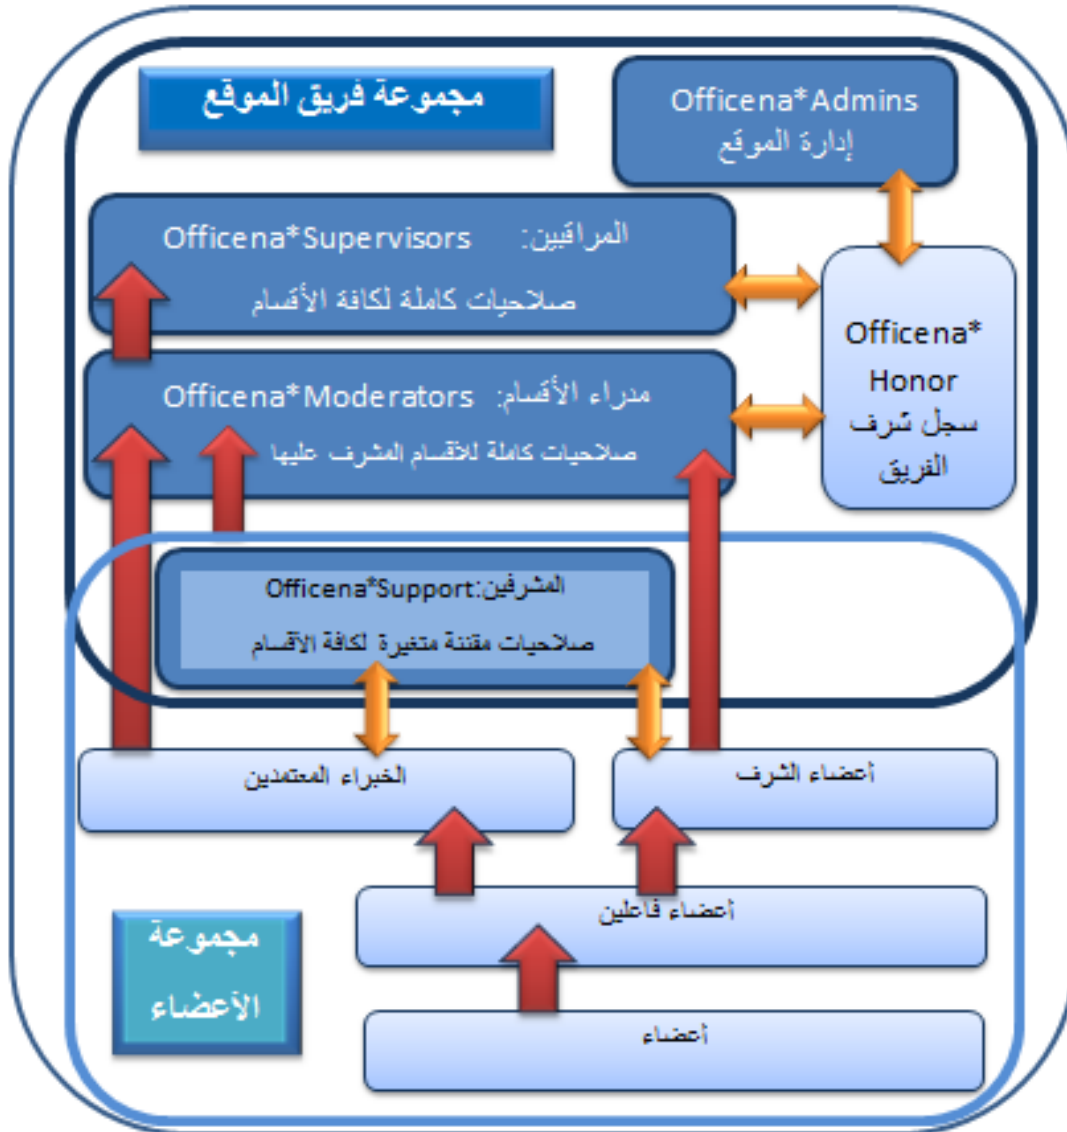 مجموعة فريق الموقع
Officena*Admins
إدارة الموقع
المراقبين: Officena*Supervisors
صلاحيات كاملة لكافة الأقسام
Officena*
Honor
سجل شرف
الفريق
مدراء الأقسام: Officena*Moderators
صلاحيات كاملة للاقسام المشرف عليها
المشرفين:Officena*Support
صلاحيات مقننة متغيرة لكافة الاقسام
أعضاء الشرف
الخبراء المعتمدين
أعضاء فاعلين
مجموعة
الأعضاء
أعضاء